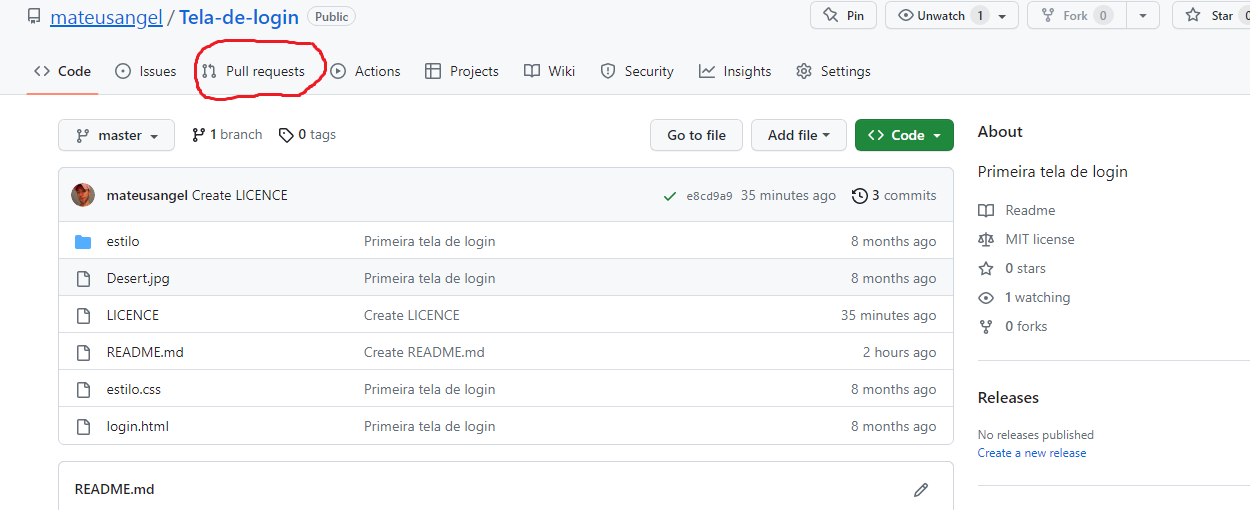 mateusangel / Tela-de-login Public Pin Unwatch 1 Fork 0 Star
Code Issues Pull requests Actions Projects Wiki Security Insights Settings
master 1 branch 0 tags Go to file Add file Code
mateusangel Create LICENCE e8cd9a9 35 minutes ago 3 commits
estilo Primeira tela de login 8 months ago
Desert.jpg Primeira tela de login 8 months ago
LICENCE Create LICENCE 35 minutes ago
README.md Create README.md 2 hours ago
estilo.css Primeira tela de login 8 months ago
login.html Primeira tela de login 8 months ago
README.md
About
Primeira tela de login
Readme
MIT license
0 stars
1 watching
0 forks
Releases
No releases published
Create a new release